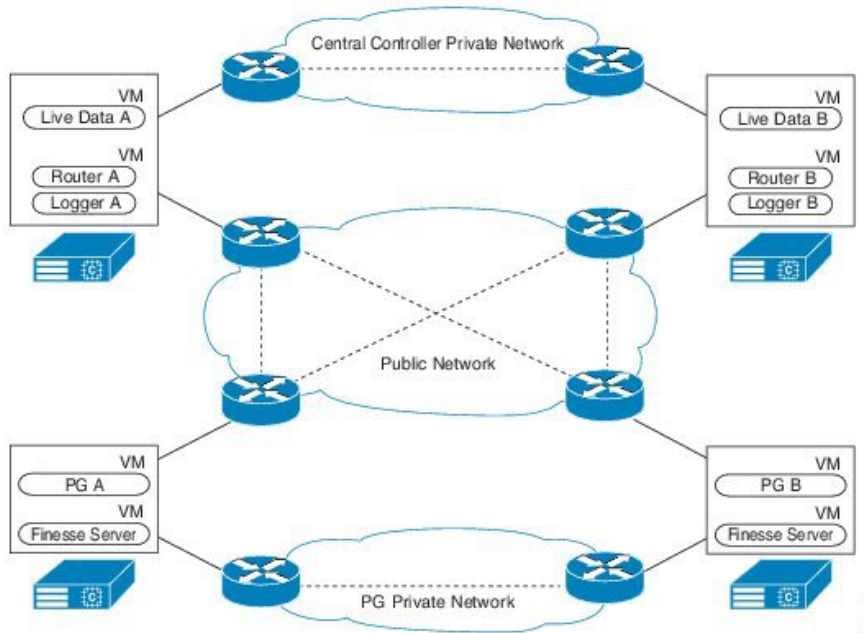 Central Controller Private Network
VM
Live Data A
VM
Router A
Logger A
VM
Live Data B
VM
Router B
Logger B
C
C
Public Network
VM
PG A
VM
Finesse Server
VM
PG B
VM
Finesse Server
C
PG Private Network
C